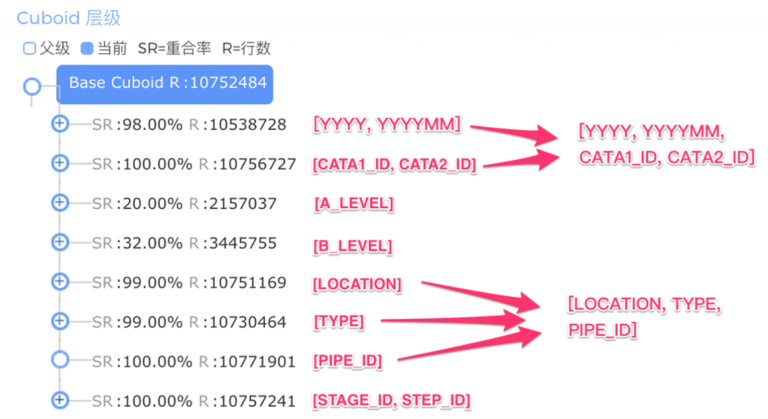 Cuboid 层级
父级 当前 SR=重合率 R=行数
Base Cuboid R :10752484
SR:98.00% R:10538728 [YYYY, YYYYMM]
[YYYY, YYYYMM,
CATA1_ID, CATA2_ID]
SR:100.00% R:10756727 [CATA1_ID, CATA2_ID]
SR:20.00% R:2157037 [A_LEVEL]
SR:32.00% R:3445755 [B_LEVEL]
SR:99.00% R:10751169 [LOCATION]
[LOCATION, TYPE,
PIPE_ID]
SR:99.00% R:10730464 [TYPE]
SR:100.00% R:10771901 [PIPE_ID]
SR:100.00% R:10757241 [STAGE_ID, STEP_ID]